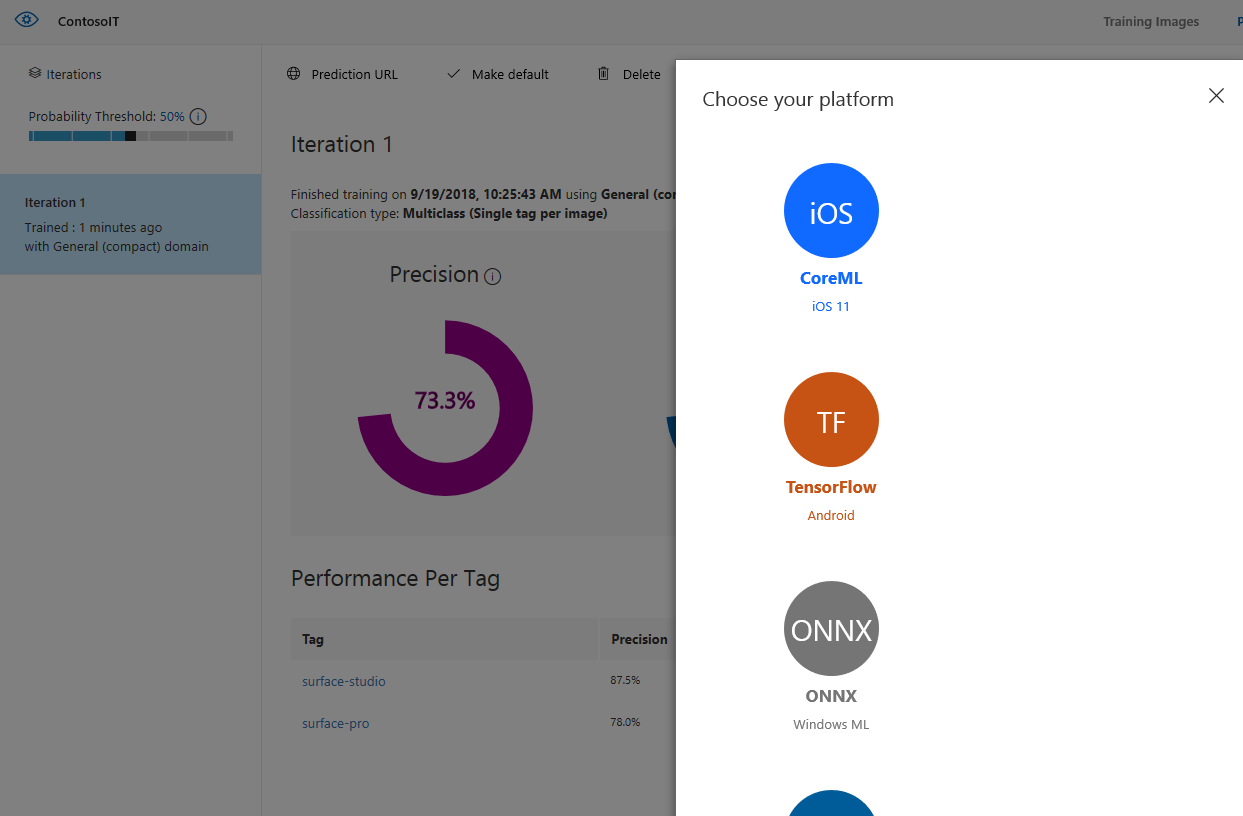 ContosoIT
Training Images
Iterations
Prediction URL
Make default
Delete
Probability Threshold: 50%
Iteration 1
Trained : 1 minutes ago
with General (compact) domain
Iteration 1
Finished training on 9/19/2018, 10:25:43 AM using General
Classification type: Multiclass (Single tag per image)
Precision
73.3%
Performance Per Tag
Tag
Precision
surface-studio
87.5%
surface-pro
78.0%
Choose your platform
iOS
CoreML
iOS 11
TF
TensorFlow
Android
ONNX
ONNX
Windows ML